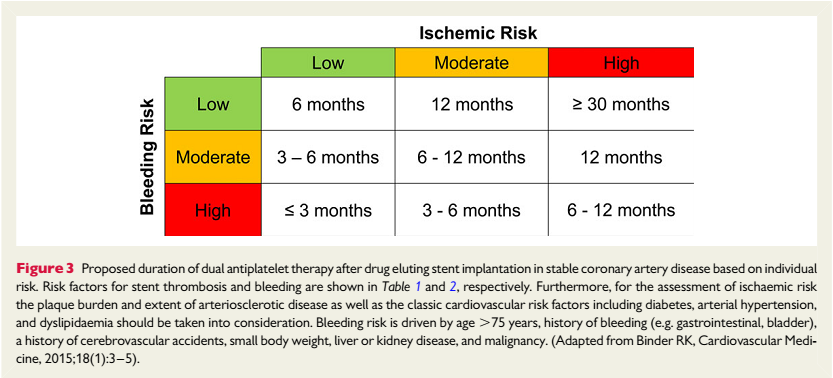 Ischemic Risk
Low Moderate High
Bleeding Risk
Low 6 months 12 months ≥ 30 months
Moderate 3 – 6 months 6 - 12 months 12 months
High ≤ 3 months 3 - 6 months 6 - 12 months
Figure 3 Proposed duration of dual antiplatelet therapy after drug eluting stent implantation in stable coronary artery disease based on individual
risk. Risk factors for stent thrombosis and bleeding are shown in Table 1 and 2, respectively. Furthermore, for the assessment of ischaemic risk
the plaque burden and extent of arteriosclerotic disease as well as the classic cardiovascular risk factors including diabetes, arterial hypertension,
and dyslipidaemia should be taken into consideration. Bleeding risk is driven by age >75 years, history of bleeding (e.g. gastrointestinal, bladder),
a history of cerebrovascular accidents, small body weight, liver or kidney disease, and malignancy. (Adapted from Binder RK, Cardiovascular Medi-
cine, 2015;18(1):3–5).